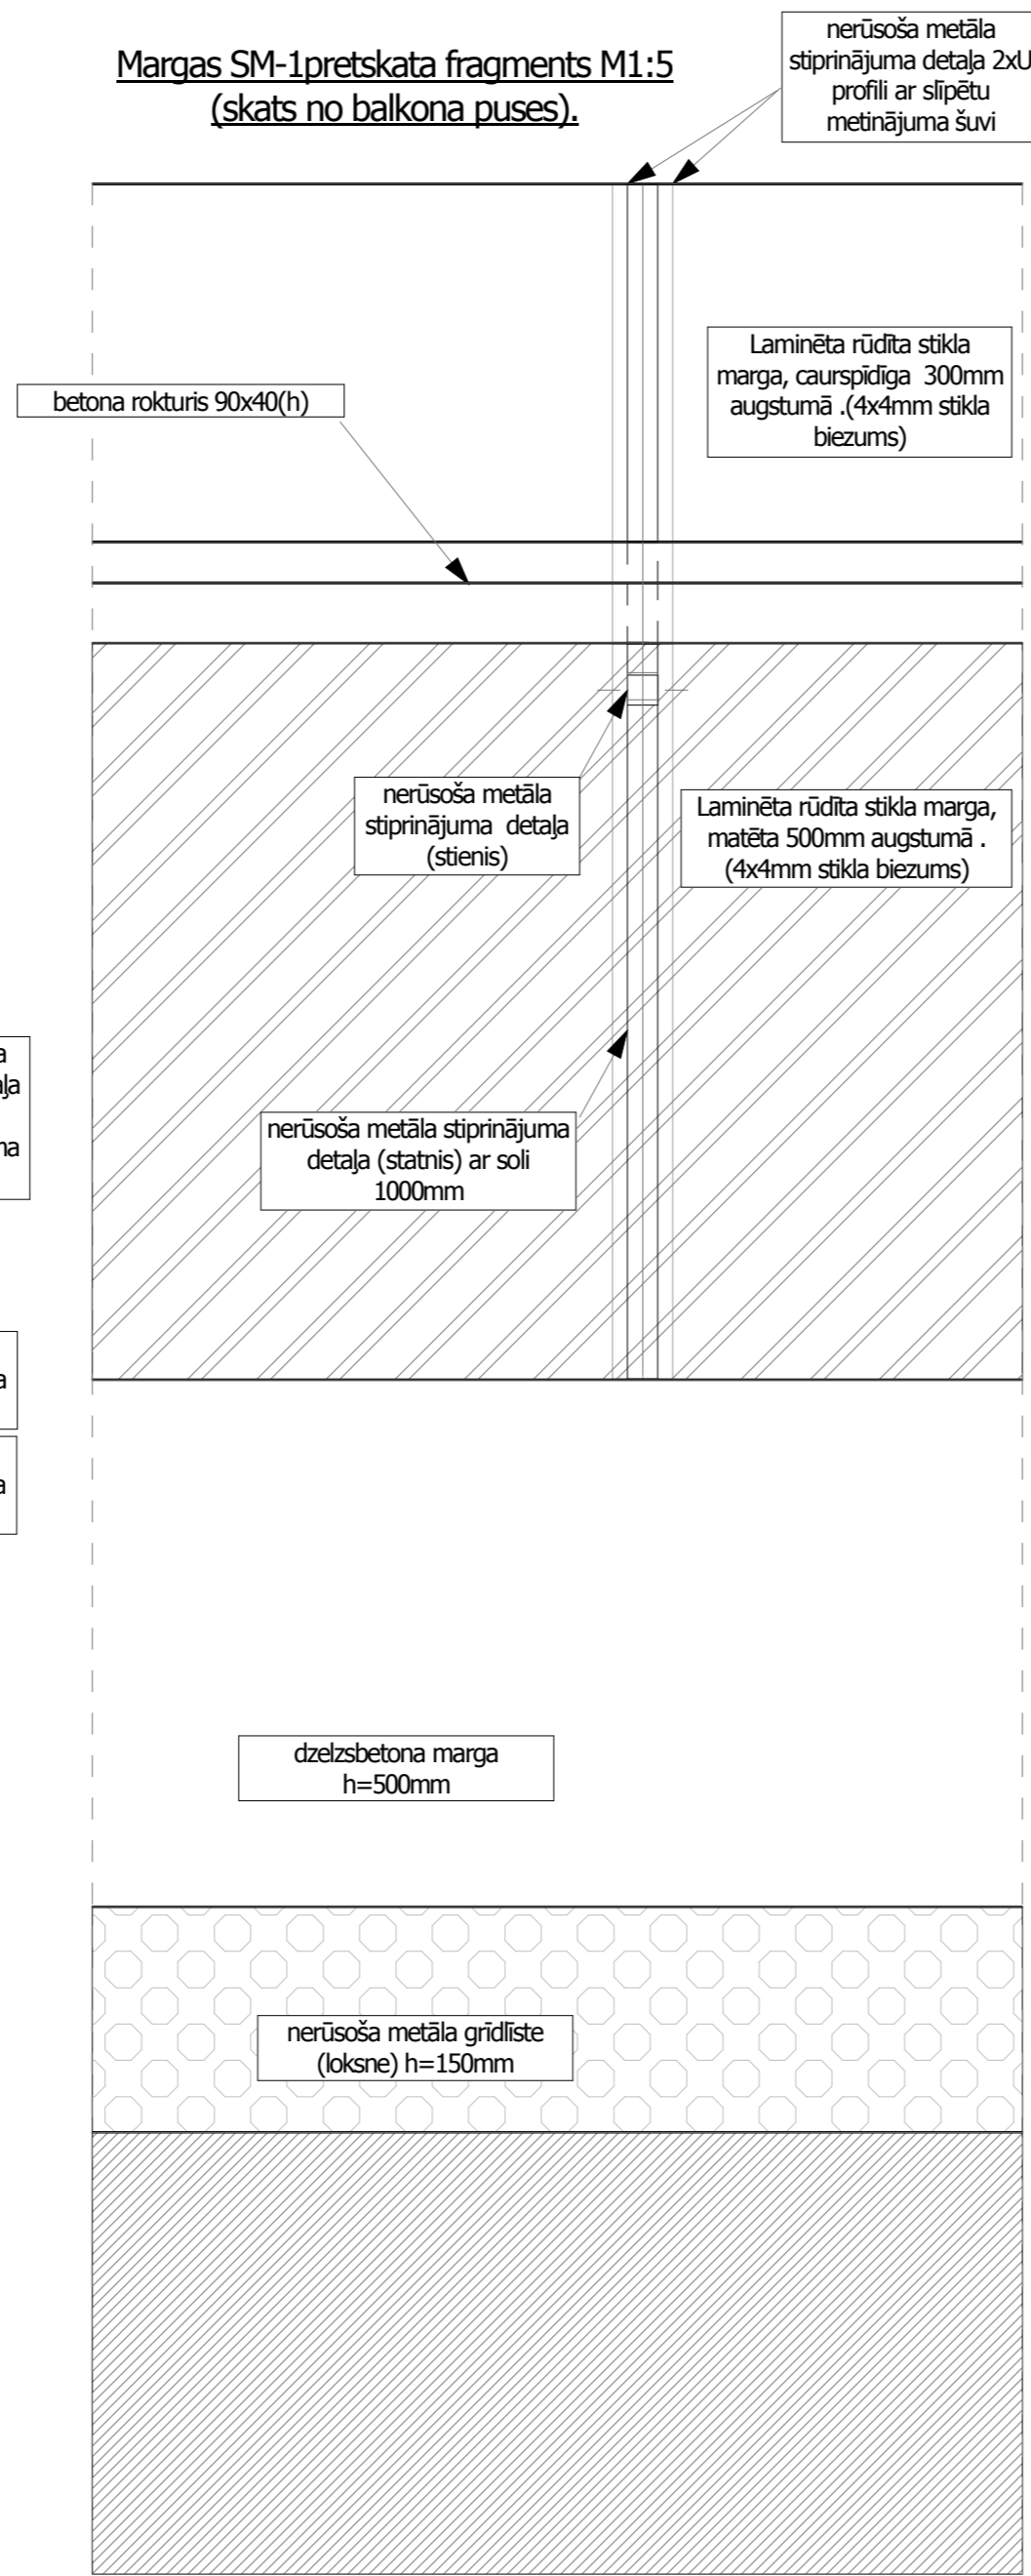 Margas SM-1pretskata fragments M1:5
(skats no balkona puses).
nerūsoša metāla
stiprinājuma detaļa 2xU
profili ar slīpētu
metinājuma šuvi
Laminēta rūdīta stikla
marga, caurspīdīga 300mm
augstumā .(4x4mm stikla
biezums)
betona rokturis 90x40(h)
nerūsoša metāla
stiprinājuma detaļa
(stienis)
Laminēta rūdīta stikla marga,
matēta 500mm augstumā .
(4x4mm stikla biezums)
nerūsoša metāla stiprinājuma
detaļa (statnis) ar soli
1000mm
dzelzsbetona marga
h=500mm
nerūsoša metāla grīdlīste
(loksne) h=150mm